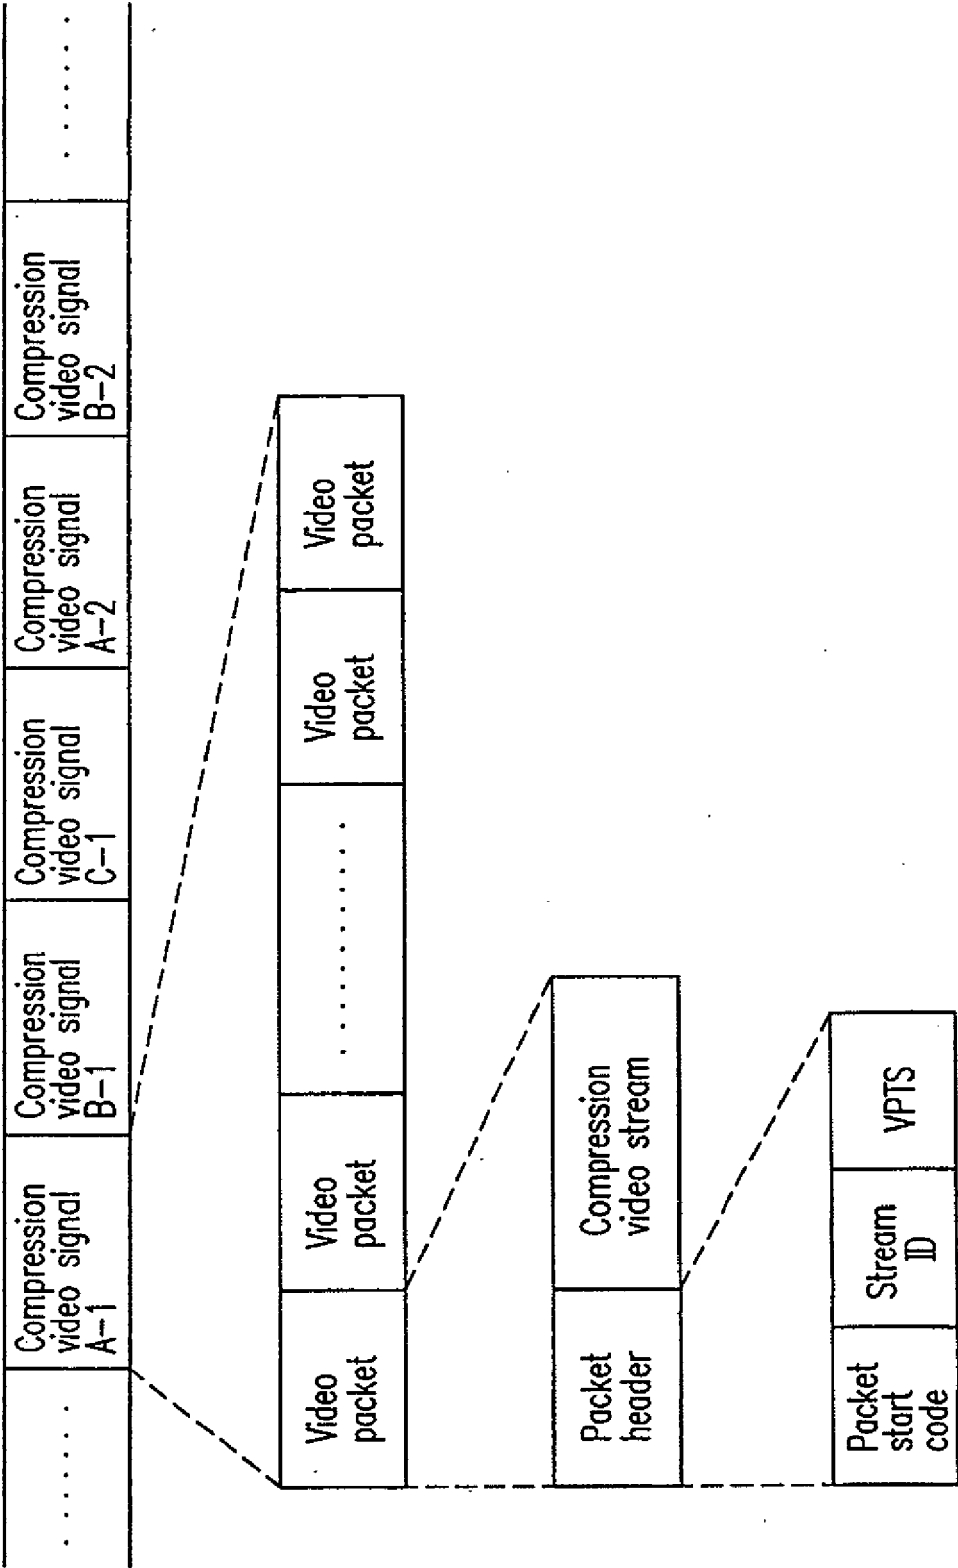 . . . . . .
Compression
video signal
A-1
Compression
video signal
B-1
Compression
video signal
C-1
Compression
video signal
A-2
Compression
video signal
B-2
. . . . . .
Video
packet
Video
packet
. . . . . . . . . .
Video
packet
Video
packet
Packet
header
Compression
video stream
Packet
start
code
Stream
ID
VPTS